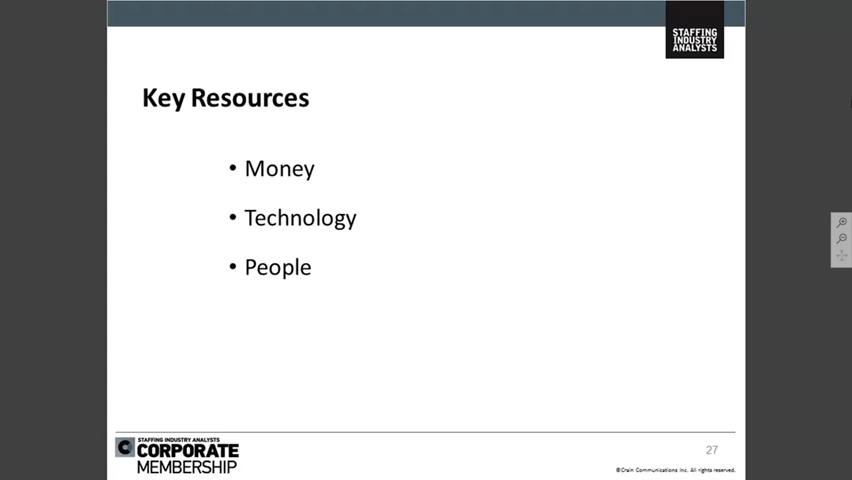 STAFFING
INDUSTRY
ANALYSTS
Key Resources
• Money
• Technology
• People
C
STAFFING INDUSTRY ANALYSTS
CORPORATE
MEMBERSHIP
27
©Crain Communications Inc. All rights reserved.